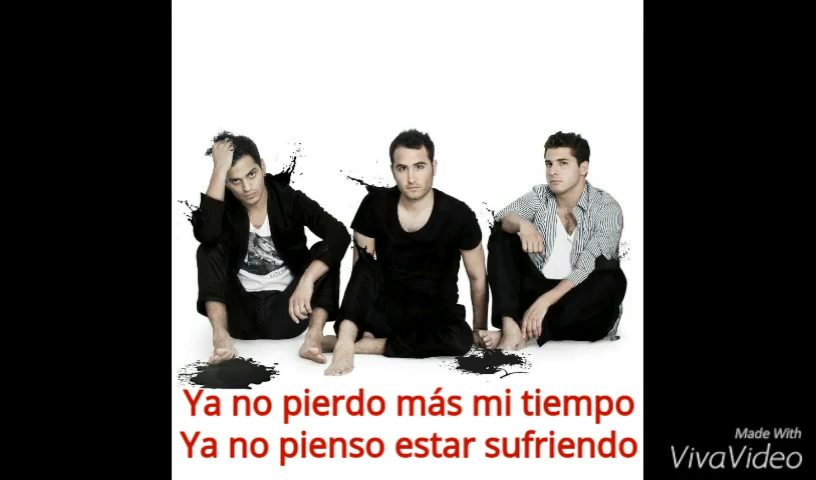 Ya no pierdo más mi tiempo
Ya no pienso estar sufriendo
Made With
VivaVideo